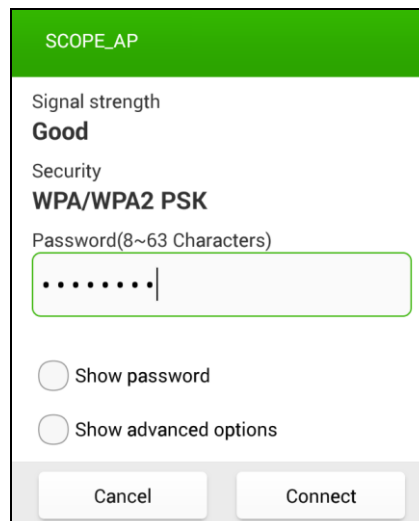 SCOPE_AP
Signal strength
Good
Security
WPA/WPA2 PSK
Password(8~63 Characters)
••••••••
Show password
Show advanced options
Cancel
Connect